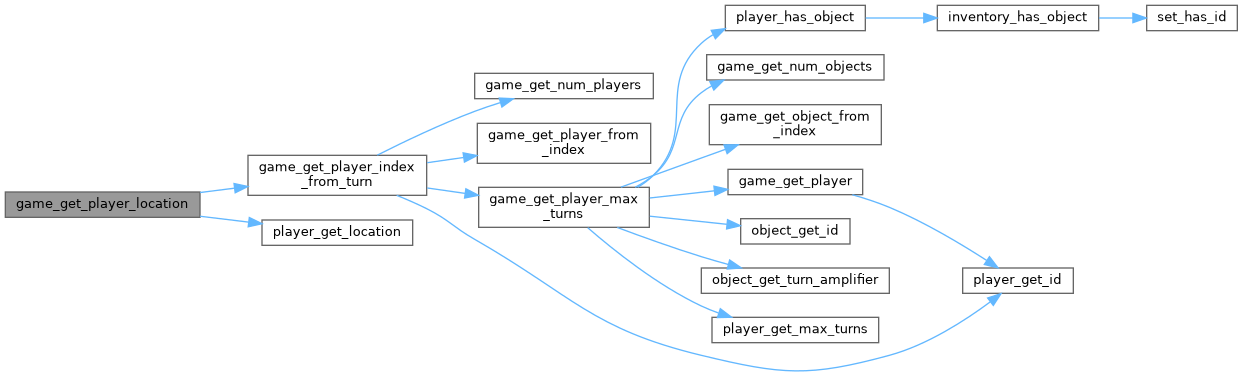 game_get_player_location
game_get_player_index
_from_turn
player_get_location
game_get_num_players
game_get_player_from
_index
game_get_player_max
_turns
player_has_object
game_get_num_objects
game_get_object_from
_index
game_get_player
object_get_id
object_get_turn_amplifier
player_get_max_turns
inventory_has_object
player_get_id
set_has_id